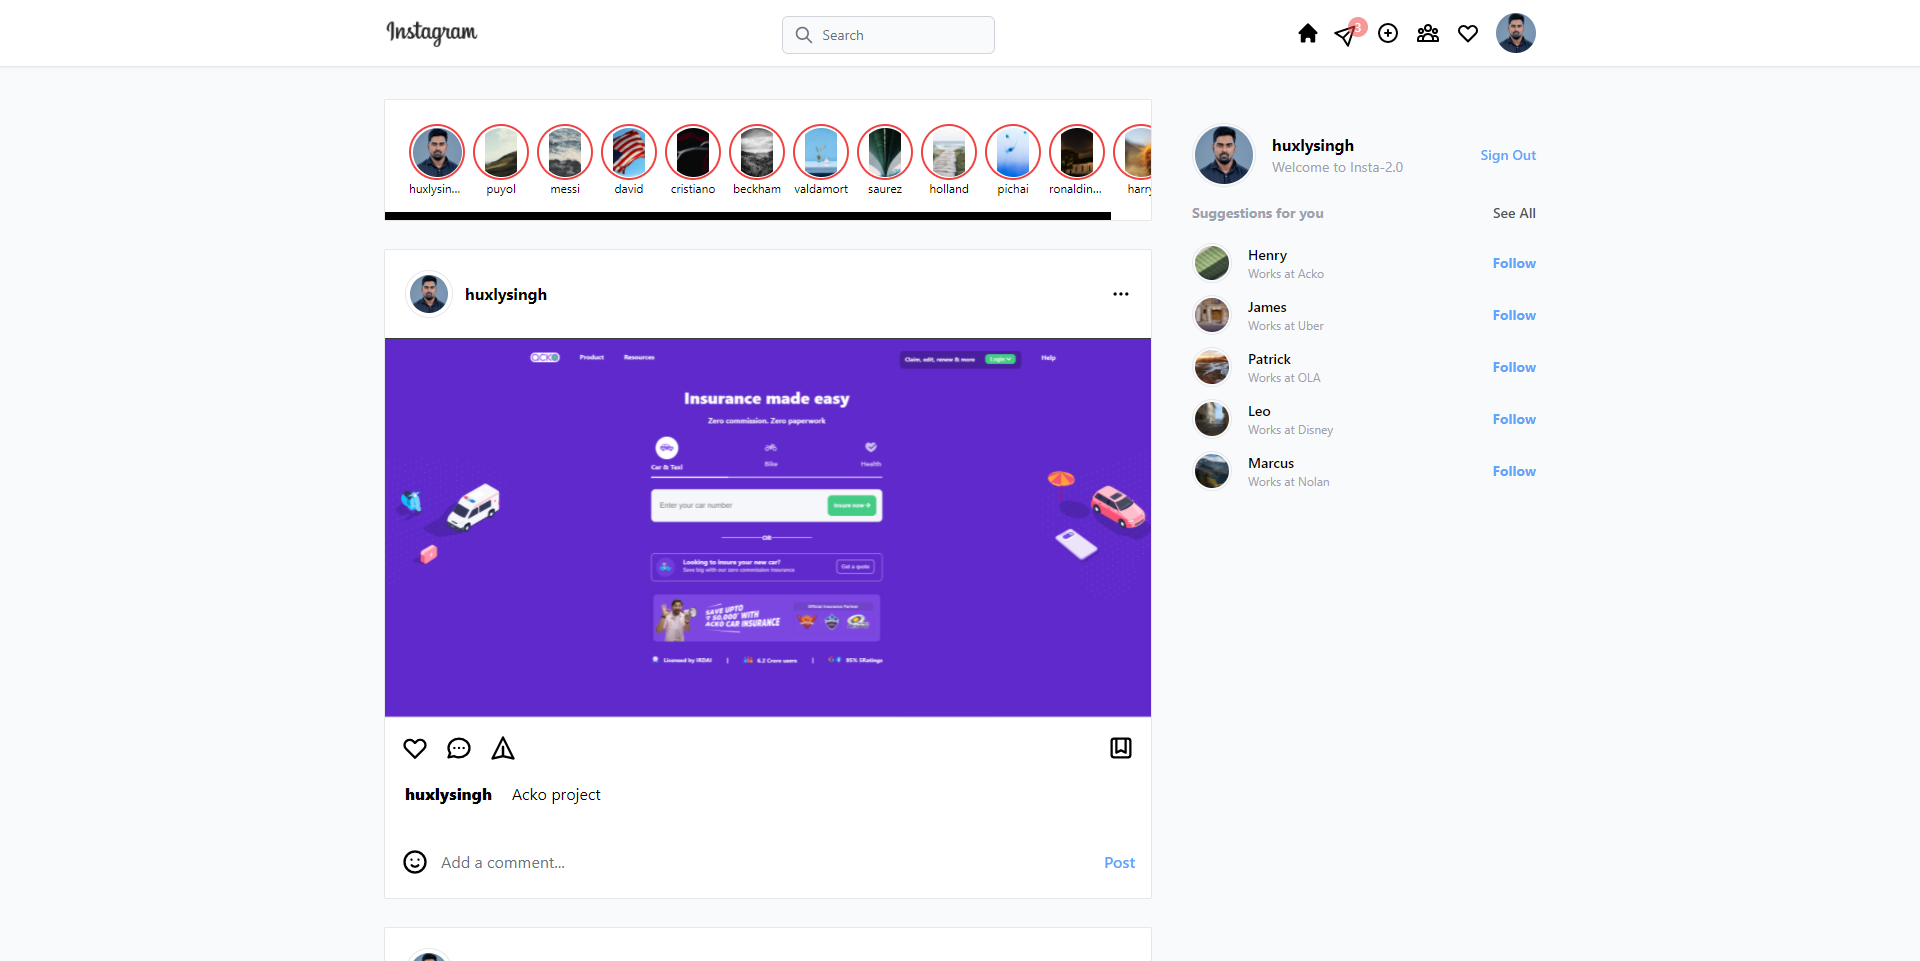 Instagram
Search
3
huxlysin...
puyol
messi
david
cristiano
beckham
valdamort
saurez
holland
pichai
ronaldin...
harry
huxlysingh
Welcome to Insta-2.0
Sign Out
Suggestions for you
See All
Henry
Works at Acko
Follow
James
Works at Uber
Follow
Patrick
Works at OLA
Follow
Leo
Works at Disney
Follow
Marcus
Works at Nolan
Follow
huxlysingh
ACKO
Product
Resources
Claim, edit, renew & more
Login
Help
Insurance made easy
Zero commission. Zero paperwork
Car & Taxi
Bike
Health
Enter your car number
Insure now
OR
Looking to insure your new car?
Save big with our zero commission insurance
Get a quote
SAVE UPTO
₹ 50,000* WITH
ACKO CAR INSURANCE
Official Insurance Partner
Licensed by IRDAI
|
6.2 Crore users
|
85% 5Ratings
huxlysingh Acko project
Add a comment...
Post